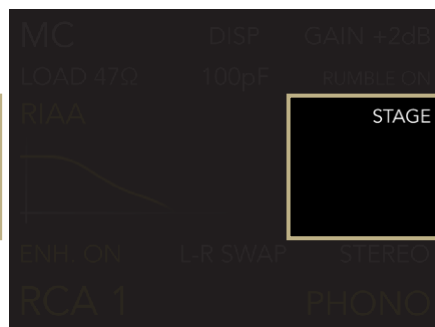 MC DISP GAIN +2dB
LOAD 47Ω 100pF RUMBLE ON
RIAA STAGE
ENH. ON L-R SWAP STEREO
RCA 1 PHONO